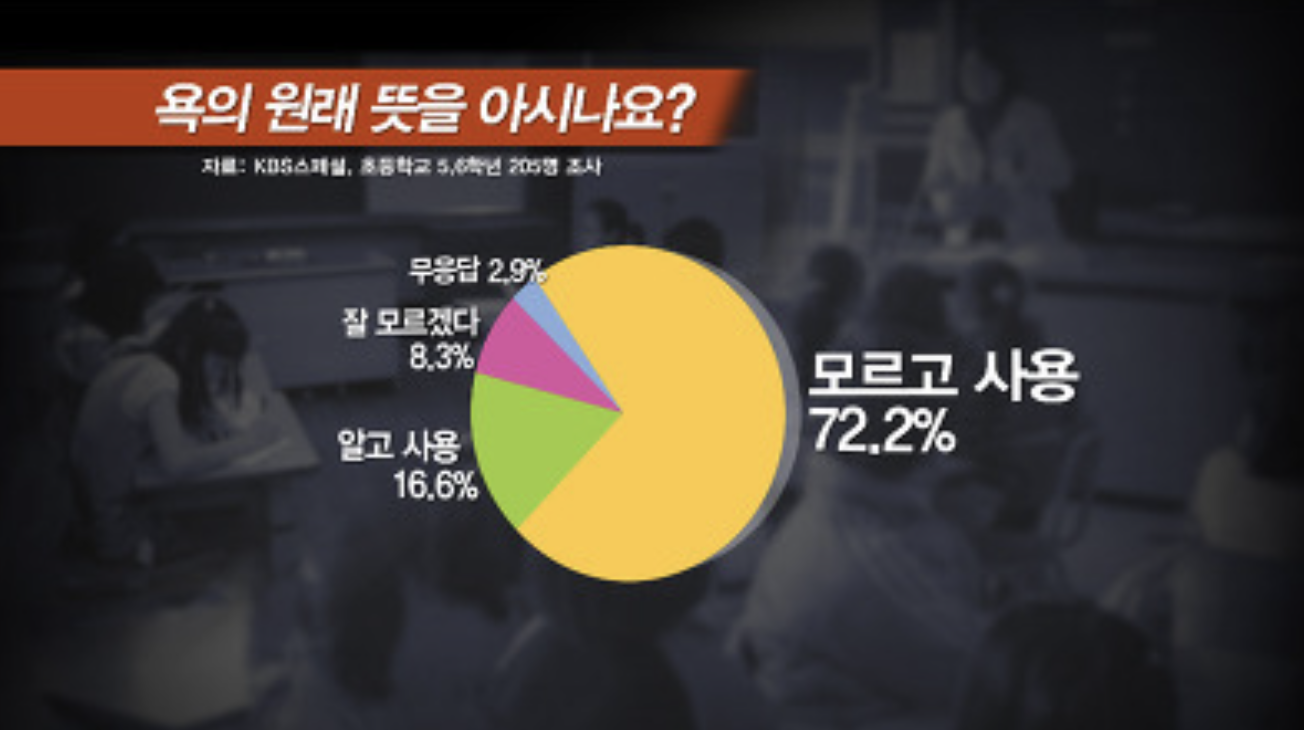 욕의 원래 뜻을 아시나요?
자료: KBS스페셜, 초등학교 5,6학년 205명 조사
무응답 2.9%
잘 모르겠다
8.3%
알고 사용
16.6%
모르고 사용
72.2%